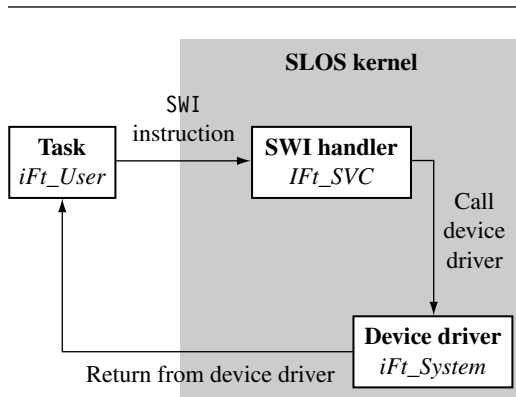 SLOS kernel
SWI
instruction
Task
iFt_User
SWI handler
IFt_SVC
Call
device
driver
Device driver
iFt_System
Return from device driver